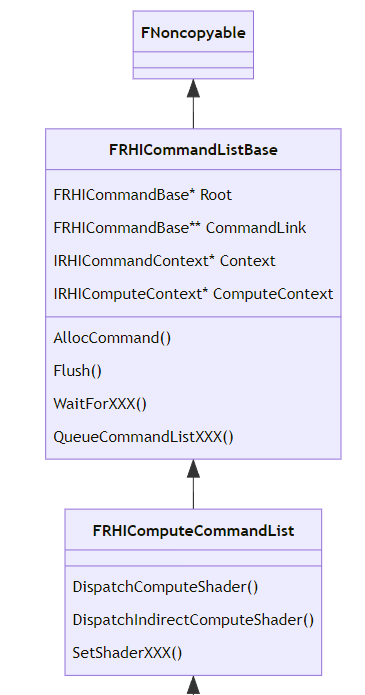 FNoncopyable
FRHICommandListBase
FRHICommandBase* Root
FRHICommandBase** CommandLink
IRHICommandContext* Context
IRHIComputeContext* ComputeContext
AllocCommand()
Flush()
WaitForXXX()
QueueCommandListXXX()
FRHIComputeCommandList
DispatchComputeShader()
DispatchIndirectComputeShader()
SetShaderXXX()